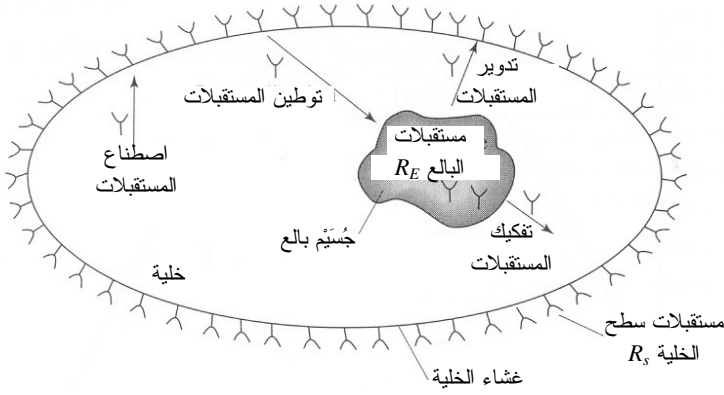 تدوير
المستقبلات
توطين المستقبلات
مستقبلات
البالع R_E
اصطناع
المستقبلات
تفكيك
المستقبلات
جُسَيْم بالع
خلية
مستقبلات سطح
الخلية R_s
غشاء الخلية